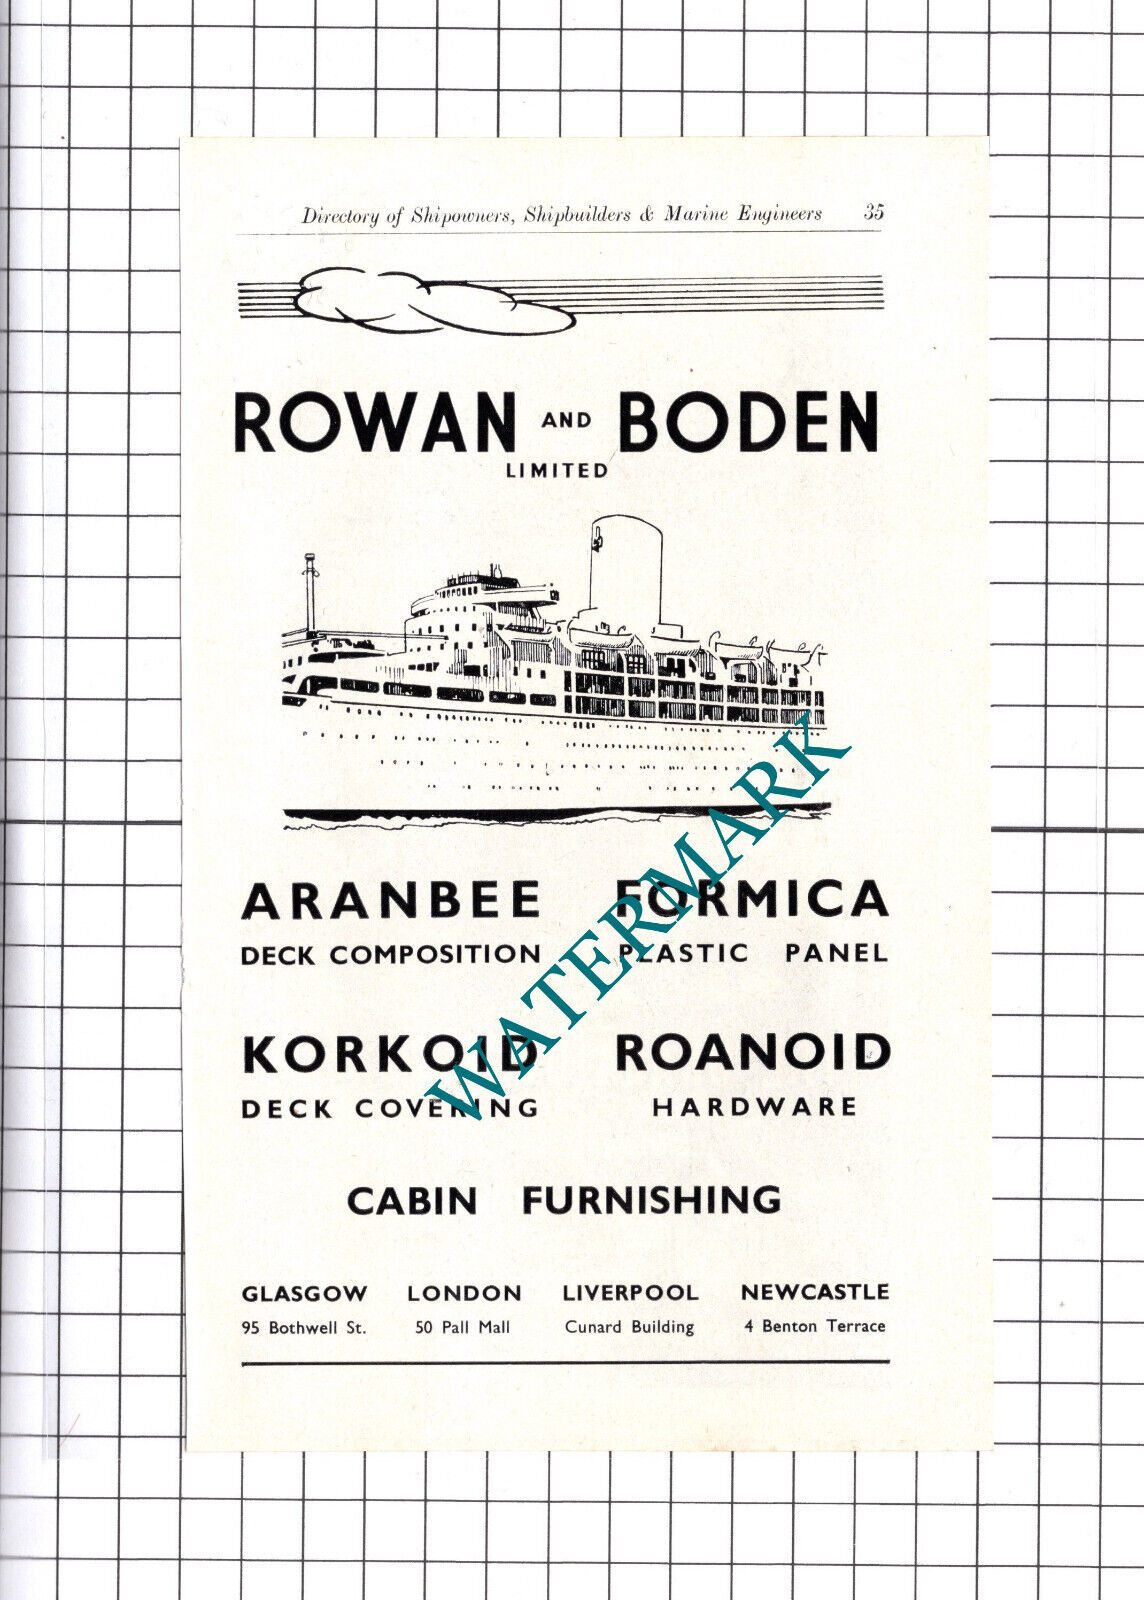 Directory of Shipowners, Shipbuilders & Marine Engineers 35
ROWAN AND BODEN
LIMITED
ARANBEE FORMICA
DECK COMPOSITION PLASTIC PANEL
KORKOID ROANOID
DECK COVERING HARDWARE
CABIN FURNISHING
GLASGOW LONDON LIVERPOOL NEWCASTLE
95 Bothwell St. 50 Pall Mall Cunard Building 4 Benton Terrace
WATERMARK